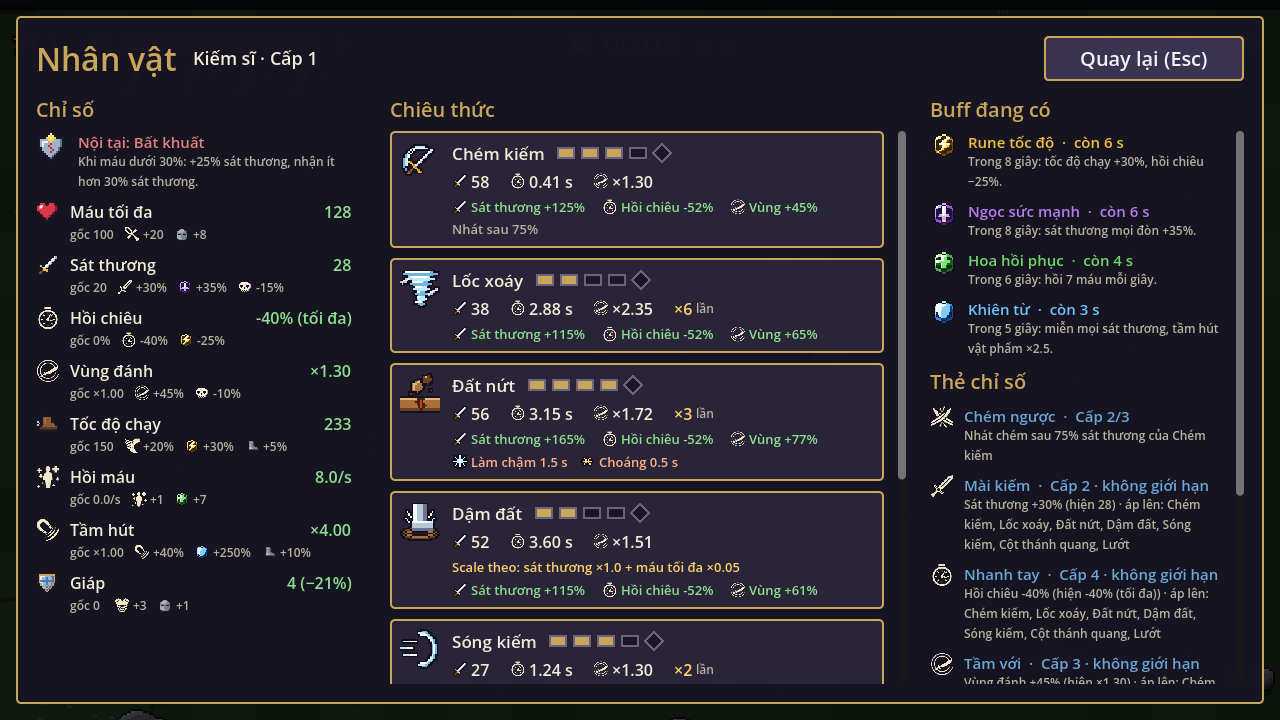 Nhân vật
Kiếm sĩ · Cấp 1
Quay lại (Esc)
Chỉ số
Nội tại: Bất khuất
Khi máu dưới 30%: +25% sát thương, nhận ít
hơn 30% sát thương.
Máu tối đa 128
gốc 100 +20 +8
Sát thương 28
gốc 20 +30% +35% -15%
Hồi chiêu -40% (tối đa)
gốc 0% -40% -25%
Vùng đánh ×1.30
gốc ×1.00 +45% -10%
Tốc độ chạy 233
gốc 150 +20% +30% +5%
Hồi máu 8.0/s
gốc 0.0/s +1 +7
Tầm hút ×4.00
gốc ×1.00 +40% +250% +10%
Giáp 4 (−21%)
gốc 0 +3 +1
Chiêu thức
Chém kiếm
58 0.41 s ×1.30
Sát thương +125% Hồi chiêu -52% Vùng +45%
Nhát sau 75%
Lốc xoáy
38 2.88 s ×2.35 ×6 lần
Sát thương +115% Hồi chiêu -52% Vùng +65%
Đất nứt
56 3.15 s ×1.72 ×3 lần
Sát thương +165% Hồi chiêu -52% Vùng +77%
Làm chậm 1.5 s Choáng 0.5 s
Dậm đất
52 3.60 s ×1.51
Scale theo: sát thương ×1.0 + máu tối đa ×0.05
Sát thương +115% Hồi chiêu -52% Vùng +61%
Sóng kiếm
27 1.24 s ×1.30 ×2 lần
Buff đang có
Rune tốc độ · còn 6 s
Trong 8 giây: tốc độ chạy +30%, hồi chiêu
−25%.
Ngọc sức mạnh · còn 6 s
Trong 8 giây: sát thương mọi đòn +35%.
Hoa hồi phục · còn 4 s
Trong 6 giây: hồi 7 máu mỗi giây.
Khiên từ · còn 3 s
Trong 5 giây: miễn mọi sát thương, tầm hút
vật phẩm ×2.5.
Thẻ chỉ số
Chém ngược · Cấp 2/3
Nhát chém sau 75% sát thương của Chém
kiếm
Mài kiếm · Cấp 2 · không giới hạn
Sát thương +30% (hiện 28) · áp lên: Chém
kiếm, Lốc xoáy, Đất nứt, Dậm đất, Sóng
kiếm, Cột thánh quang, Lướt
Nhanh tay · Cấp 4 · không giới hạn
Hồi chiêu -40% (hiện -40% (tối đa)) · áp lên:
Chém kiếm, Lốc xoáy, Đất nứt, Dậm đất,
Sóng kiếm, Cột thánh quang, Lướt
Tầm với · Cấp 3 · không giới hạn
Vùng đánh +45% (hiện ×1.30) · áp lên: Chém